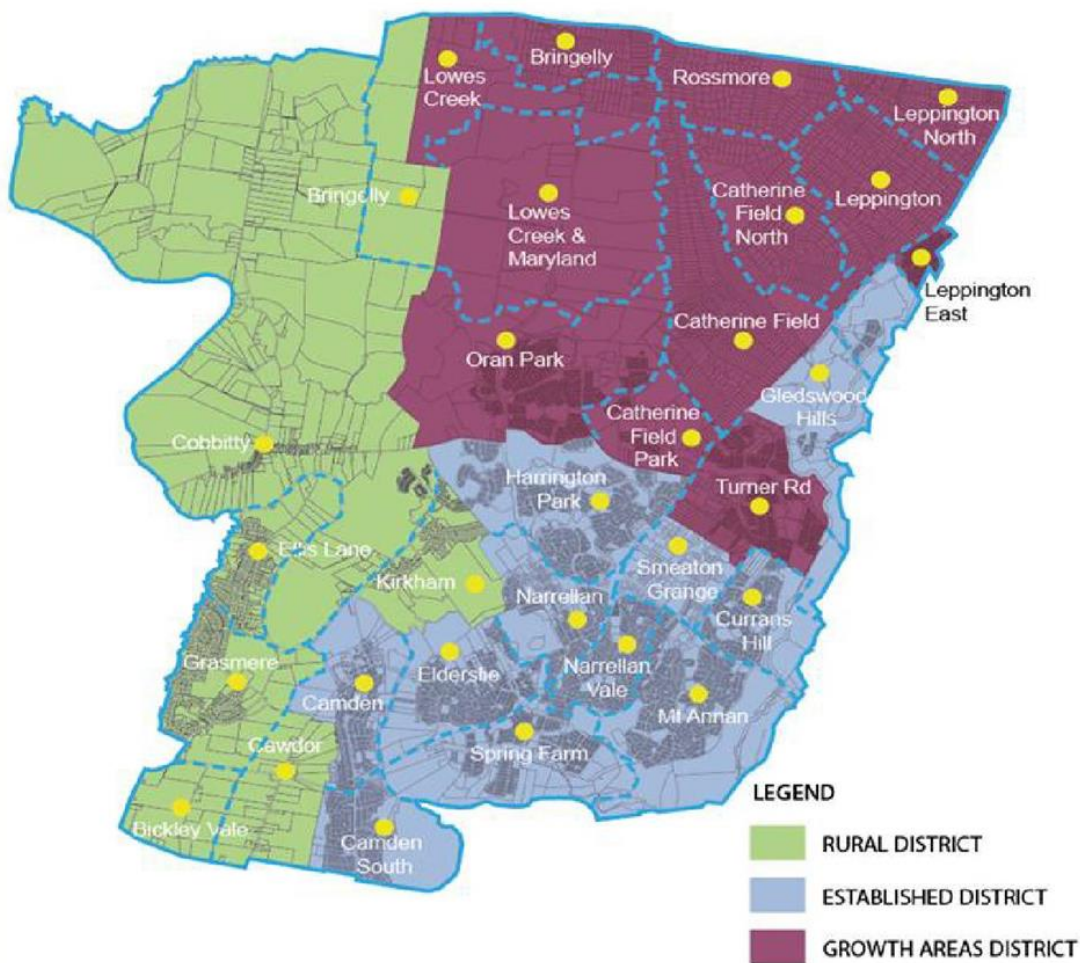 Bringelly
Lowes
Creek
Rossmore
Leppington
North
Bringelly
Lowes
Creek &
Maryland
Catherine
Field
North
Leppington
Leppington
East
Oran Park
Catherine Field
Gledswood
Hills
Cobbitty
Catherine
Field
Park
Harrington
Park
Turner Rd
Ellis Lane
Kirkham
Smeaton
Grange
Narrellan
Currans
Hill
Grasmere
Camden
Elderslie
Narrellan
Vale
Mt Annan
Cawdor
Spring Farm
Bickley Vale
Camden
South
LEGEND
RURAL DISTRICT
ESTABLISHED DISTRICT
GROWTH AREAS DISTRICT